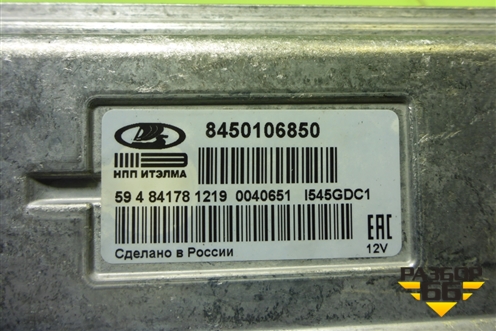 8450106850
НПП ИТЭЛМА
59 4 84178 1219 0040651 I545GDC1
Сделано в России
EAC
12V
РАЗБОР
66